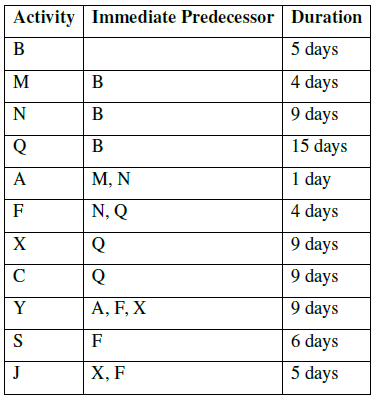 Activity Immediate Predecessor Duration
B 5 days
M B 4 days
N B 9 days
Q B 15 days
A M, N 1 day
F N, Q 4 days
X Q 9 days
C Q 9 days
Y A, F, X 9 days
S F 6 days
J X, F 5 days